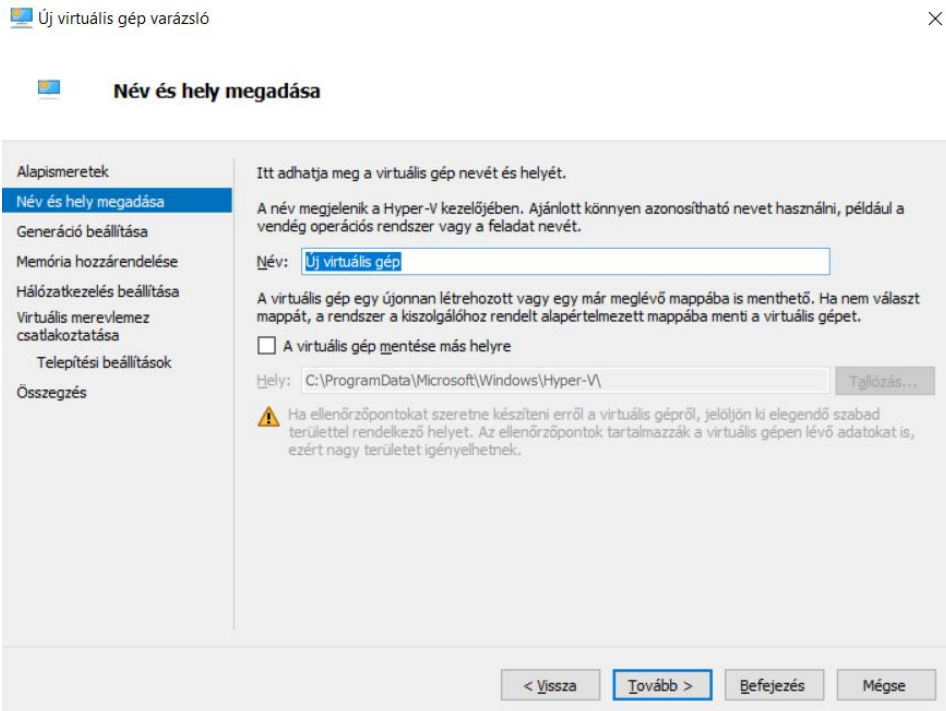 Új virtuális gép varázsló
Név és hely megadása
Alapismeretek
Név és hely megadása
Generáció beállítása
Memória hozzárendelése
Hálózatkezelés beállítása
Virtuális merevlemez
csatlakoztatása
Telepítési beállítások
Összegzés
Itt adhatja meg a virtuális gép nevét és helyét.
A név megjelenik a Hyper-V kezelőjében. Ajánlott könnyen azonosítható nevet használni, például a
vendég operációs rendszer vagy a feladat nevét.
Név: Új virtuális gép
A virtuális gép egy újonnan létrehozott vagy egy már meglévő mappába is menthető. Ha nem választ
mappát, a rendszer a kiszolgálóhoz rendelt alapértelmezett mappába menti a virtuális gépet.
A virtuális gép mentése más helyre
Hely: C:\ProgramData\Microsoft\Windows\Hyper-V\ Tallózás...
Ha ellenőrzőpontokat szeretne készíteni erről a virtuális gépről, jelöljön ki elegendő szabad
területtel rendelkező helyet. Az ellenőrzőpontok tartalmazzák a virtuális gépen lévő adatokat is,
ezért nagy területet igényelhetnek.
< Vissza Tovább > Befejezés Mégse